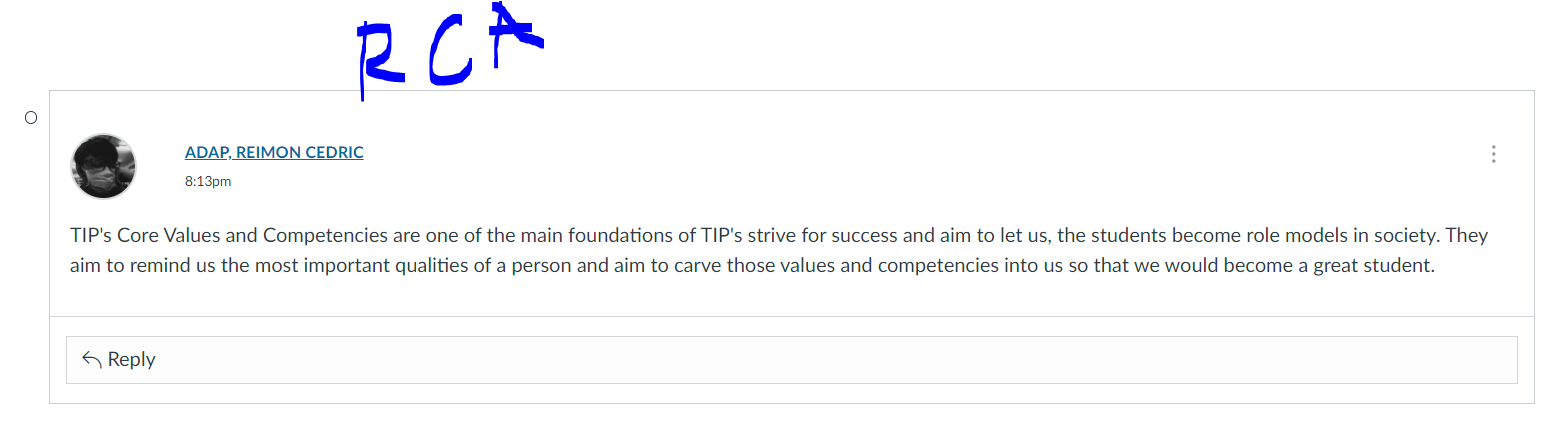 RCA
ADAP, REIMON CEDRIC
8:13pm
TIP's Core Values and Competencies are one of the main foundations of TIP's strive for success and aim to let us, the students become role models in society. They
aim to remind us the most important qualities of a person and aim to carve those values and competencies into us so that we would become a great student.
Reply